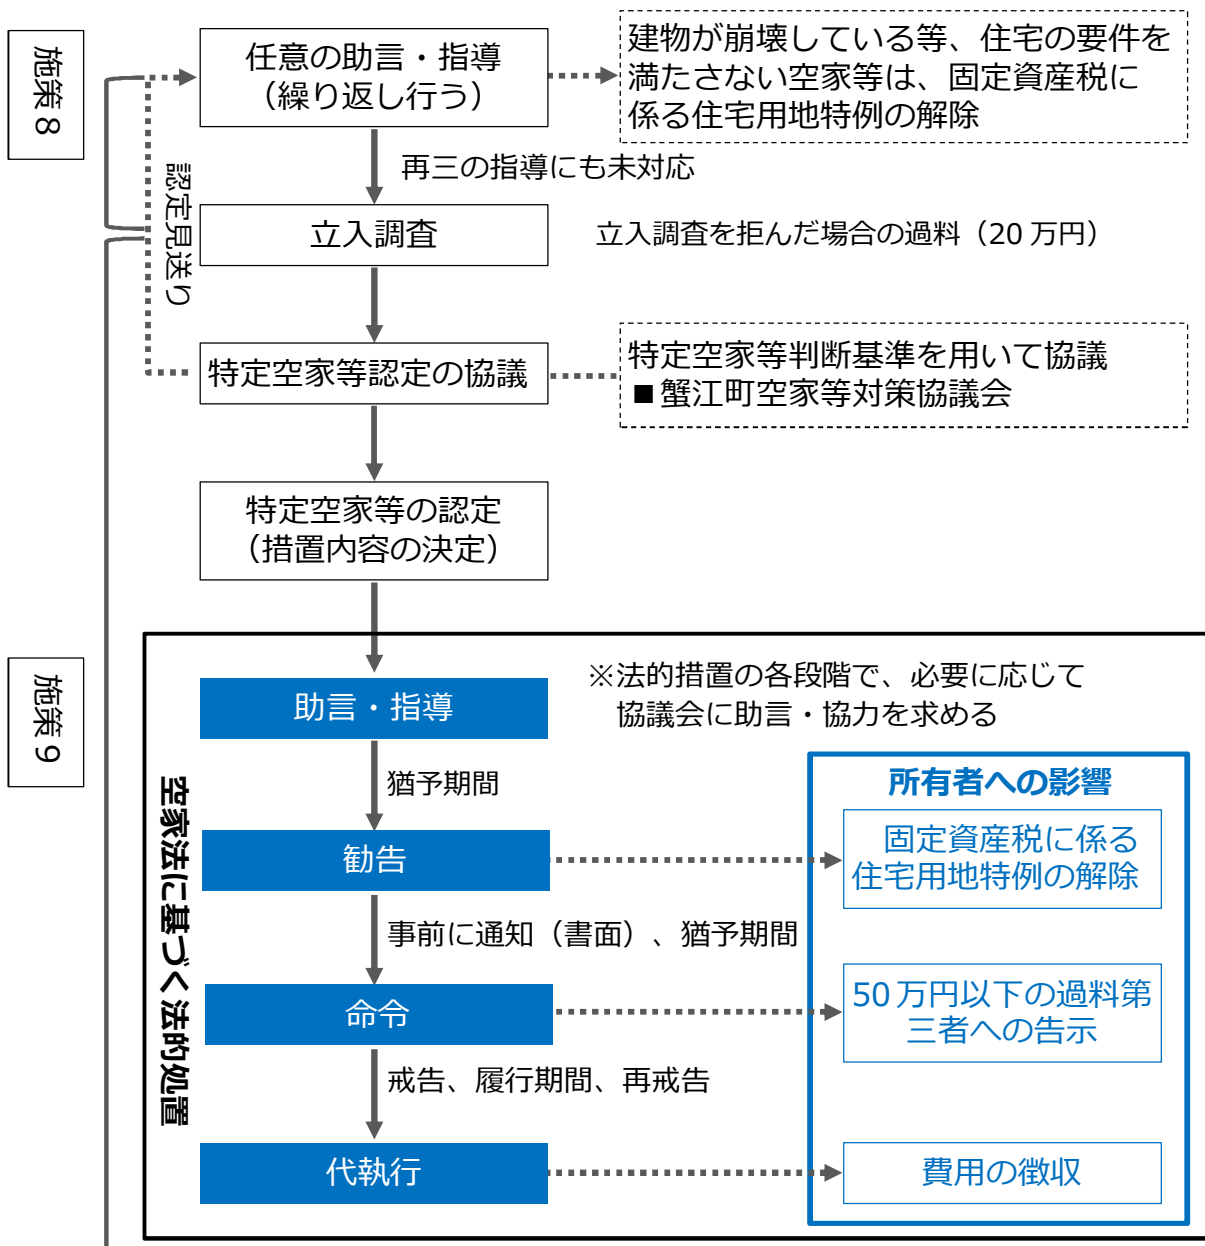 施策８
任意の助言・指導
（繰り返し行う）
建物が崩壊している等、住宅の要件を
満たさない空家等は、固定資産税に
係る住宅用地特例の解除
再三の指導にも未対応
認定見送り
立入調査
立入調査を拒んだ場合の過料（20 万円）
特定空家等認定の協議
特定空家等判断基準を用いて協議
■ 蟹江町空家等対策協議会
特定空家等の認定
（措置内容の決定）
施策９
空家法に基づく法的処置
※法的措置の各段階で、必要に応じて
協議会に助言・協力を求める
助言・指導
猶予期間
所有者への影響
勧告
固定資産税に係る
住宅用地特例の解除
事前に通知（書面）、猶予期間
命令
50 万円以下の過料第
三者への告示
戒告、履行期間、再戒告
代執行
費用の徴収